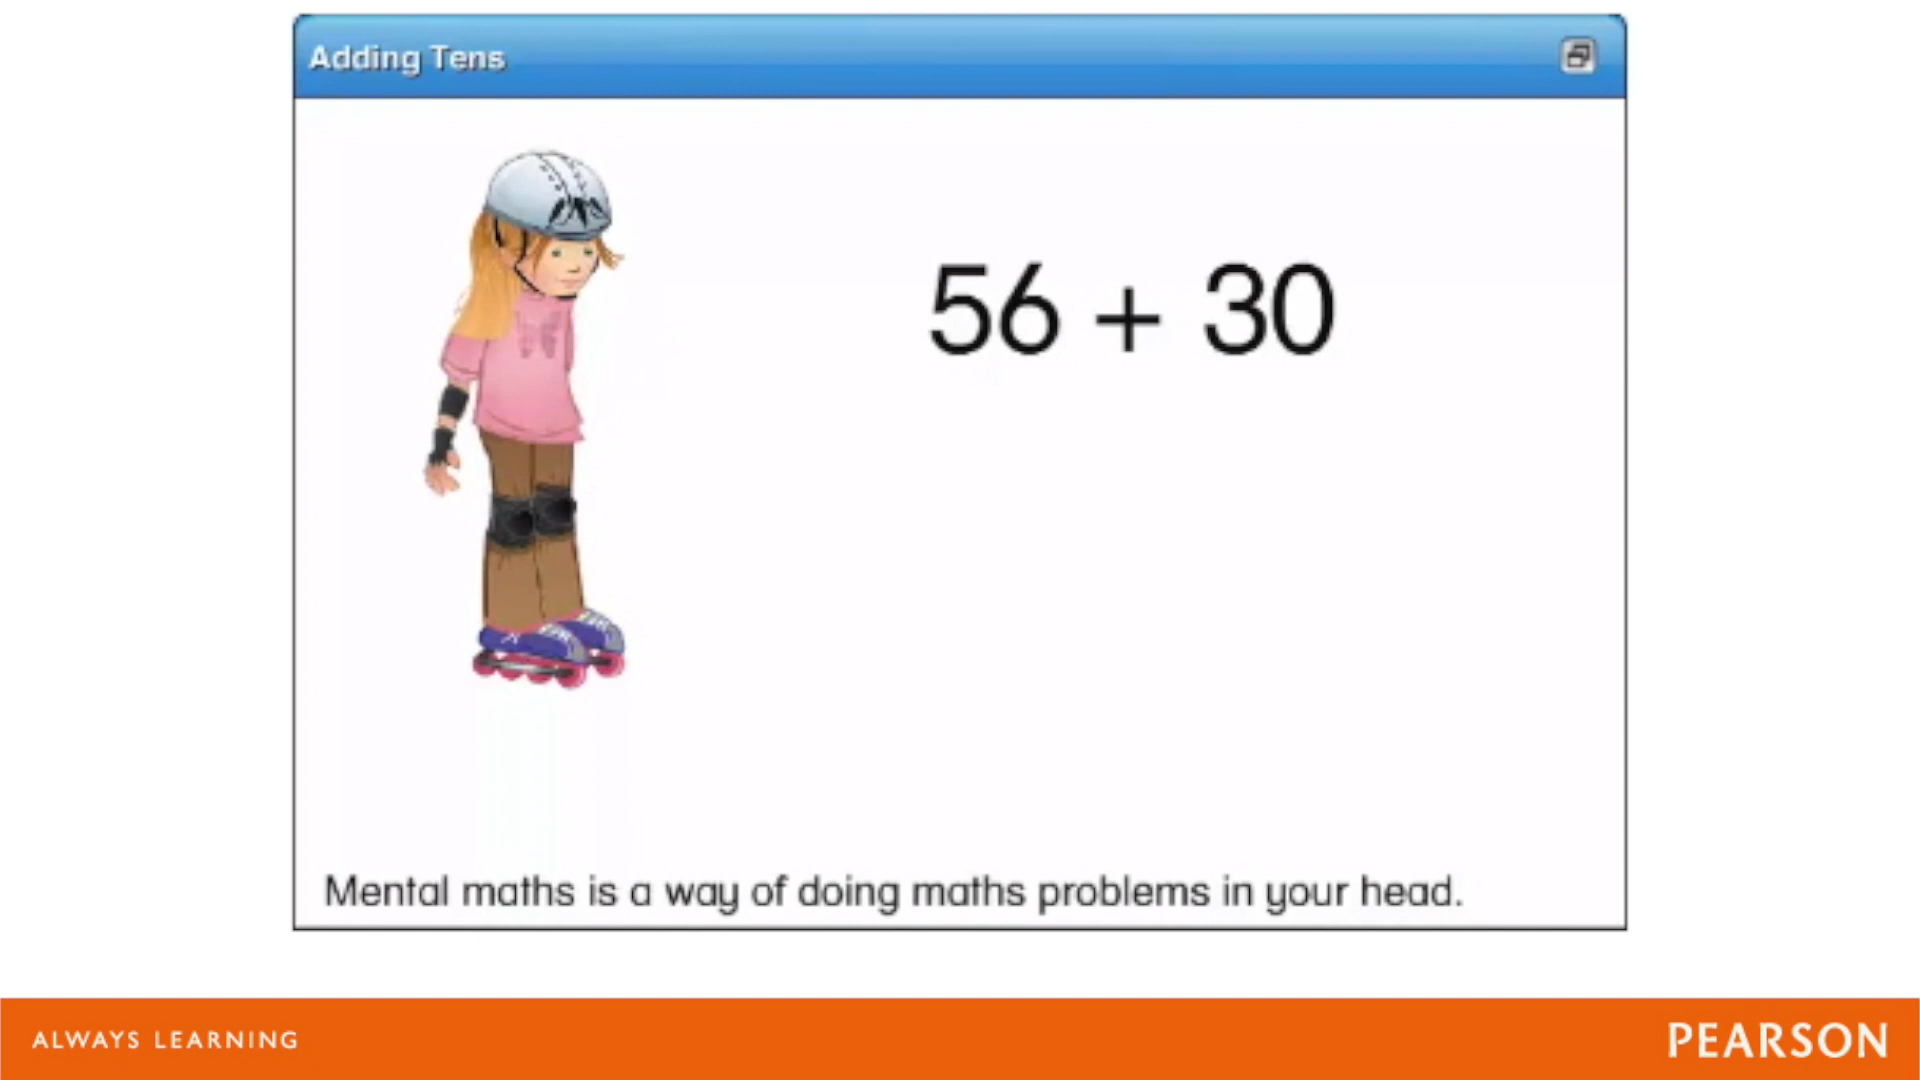 Adding Tens
56 + 30
Mental maths is a way of doing maths problems in your head.
ALWAYS LEARNING
PEARSON